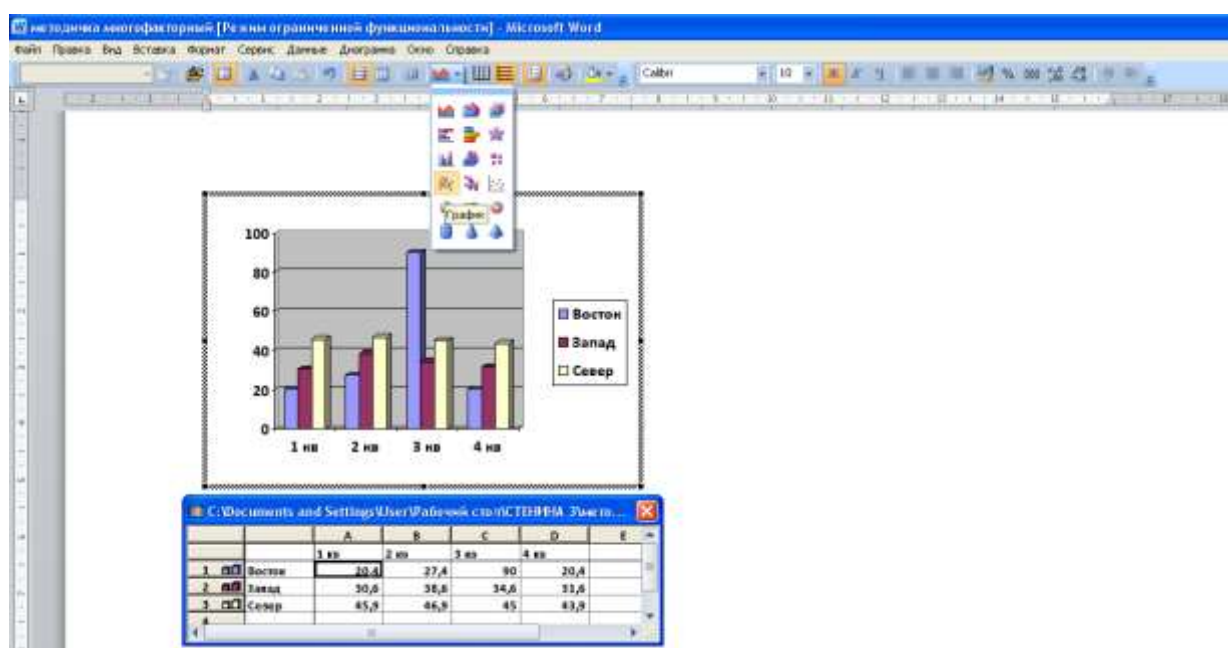 методичка многофакторный [Режим ограниченной функциональности] - Microsoft Word
Файл Правка Вид Вставка Формат Сервис Данные Диаграмма Окно Справка
Calibri 10
График
100
80
60
40
20
0
1 кв 2 кв 3 кв 4 кв
Восток
Запад
Север
C:\Documents and Settings\User\Рабочий стол\СТЕНИНА З\мето...
A B C D E
1 кв 2 кв 3 кв 4 кв
1 Восток 20,4 27,4 90 20,4
2 Запад 30,6 38,6 34,6 31,6
3 Север 45,9 46,9 45 43,9
4